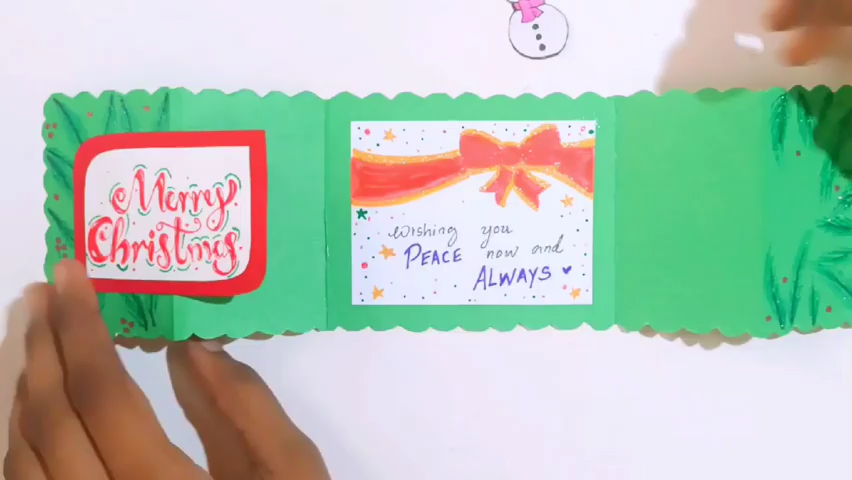 Merry
Christmas
wishing you
PEACE now and
ALWAYS